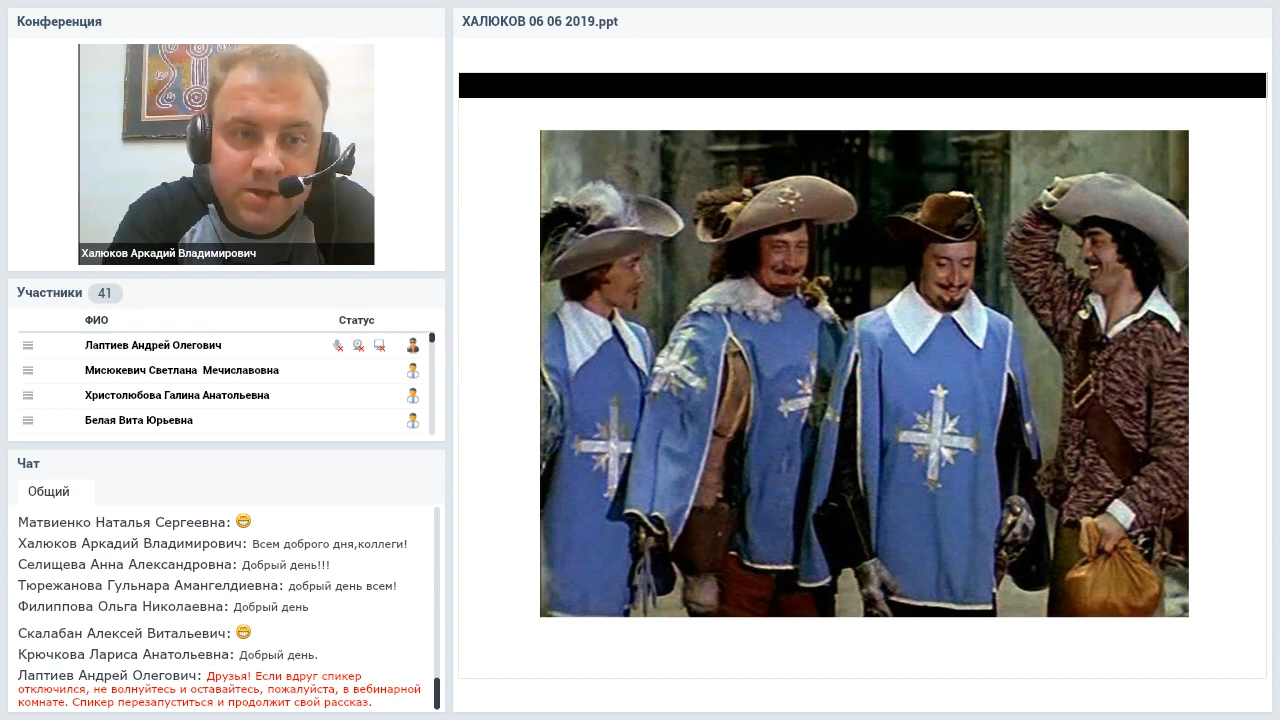 Конференция
ХАЛЮКОВ 06 06 2019.ppt
Халюков Аркадий Владимирович
Участники 41
ФИО Статус
Лаптиев Андрей Олегович
Мисюкевич Светлана Мечиславовна
Христолюбова Галина Анатольевна
Белая Вита Юрьевна
Чат
Общий
Матвиенко Наталья Сергеевна:
Халюков Аркадий Владимирович: Всем доброго дня,коллеги!
Селищева Анна Александровна: Добрый день!!!
Тюрежанова Гульнара Амангелдиевна: добрый день всем!
Филиппова Ольга Николаевна: Добрый день
Скалабан Алексей Витальевич:
Крючкова Лариса Анатольевна: Добрый день.
Лаптиев Андрей Олегович: Друзья! Если вдруг спикер
отключился, не волнуйтесь и оставайтесь, пожалуйста, в вебинарной
комнате. Спикер перезапуститься и продолжит свой рассказ.